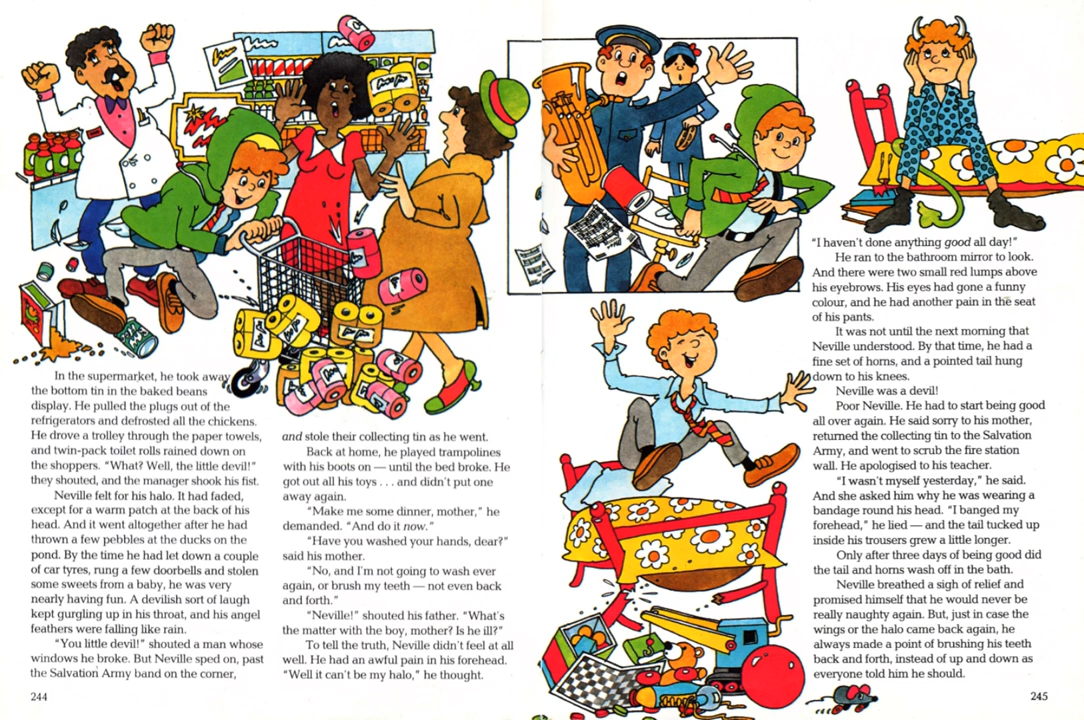 In the supermarket, he took away
the bottom tin in the baked beans
display. He pulled the plugs out of the
refrigerators and defrosted all the chickens.
He drove a trolley through the paper towels,
and twin-pack toilet rolls rained down on
the shoppers. "What? Well, the little devil!"
they shouted, and the manager shook his fist.
Neville felt for his halo. It had faded,
except for a warm patch at the back of his
head. And it went altogether after he had
thrown a few pebbles at the ducks on the
pond. By the time he had let down a couple
of car tyres, rung a few doorbells and stolen
some sweets from a baby, he was very
nearly having fun. A devilish sort of laugh
kept gurgling up in his throat, and his angel
feathers were falling like rain.
"You little devil!" shouted a man whose
windows he broke. But Neville sped on, past
the Salvation Army band on the corner,
244
and stole their collecting tin as he went.
Back at home, he played trampolines
with his boots on — until the bed broke. He
got out all his toys . . . and didn't put one
away again.
"Make me some dinner, mother," he
demanded. "And do it now."
"Have you washed your hands, dear?"
said his mother.
"No, and I'm not going to wash ever
again, or brush my teeth — not even back
and forth."
"Neville!" shouted his father. "What's
the matter with the boy, mother? Is he ill?"
To tell the truth, Neville didn't feel at all
well. He had an awful pain in his forehead.
"Well it can't be my halo," he thought.
"I haven't done anything good all day!"
He ran to the bathroom mirror to look.
And there were two small red lumps above
his eyebrows. His eyes had gone a funny
colour, and he had another pain in the seat
of his pants.
It was not until the next morning that
Neville understood. By that time, he had a
fine set of horns, and a pointed tail hung
down to his knees.
Neville was a devil!
Poor Neville. He had to start being good
all over again. He said sorry to his mother,
returned the collecting tin to the Salvation
Army, and went to scrub the fire station
wall. He apologised to his teacher.
"I wasn't myself yesterday," he said.
And she asked him why he was wearing a
bandage round his head. "I banged my
forehead," he lied — and the tail tucked up
inside his trousers grew a little longer.
Only after three days of being good did
the tail and horns wash off in the bath.
Neville breathed a sigh of relief and
promised himself that he would never be
really naughty again. But, just in case the
wings or the halo came back again, he
always made a point of brushing his teeth
back and forth, instead of up and down as
everyone told him he should.
245